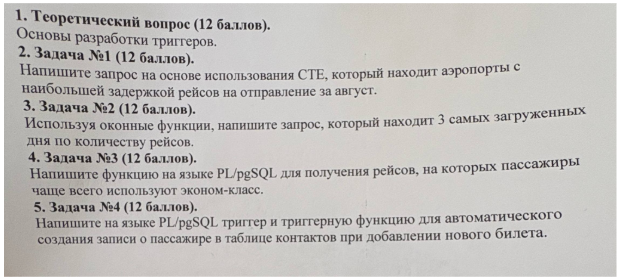 1. Теоретический вопрос (12 баллов).
Основы разработки триггеров.
2. Задача №1 (12 баллов).
Напишите запрос на основе использования CTE, который находит аэропорты с
наибольшей задержкой рейсов на отправление за август.
3. Задача №2 (12 баллов).
Используя оконные функции, напишите запрос, который находит 3 самых загруженных
дня по количеству рейсов.
4. Задача №3 (12 баллов).
Напишите функцию на языке PL/pgSQL для получения рейсов, на которых пассажиры
чаще всего используют эконом-класс.
5. Задача №4 (12 баллов).
Напишите на языке PL/pgSQL триггер и триггерную функцию для автоматического
создания записи о пассажире в таблице контактов при добавлении нового билета.